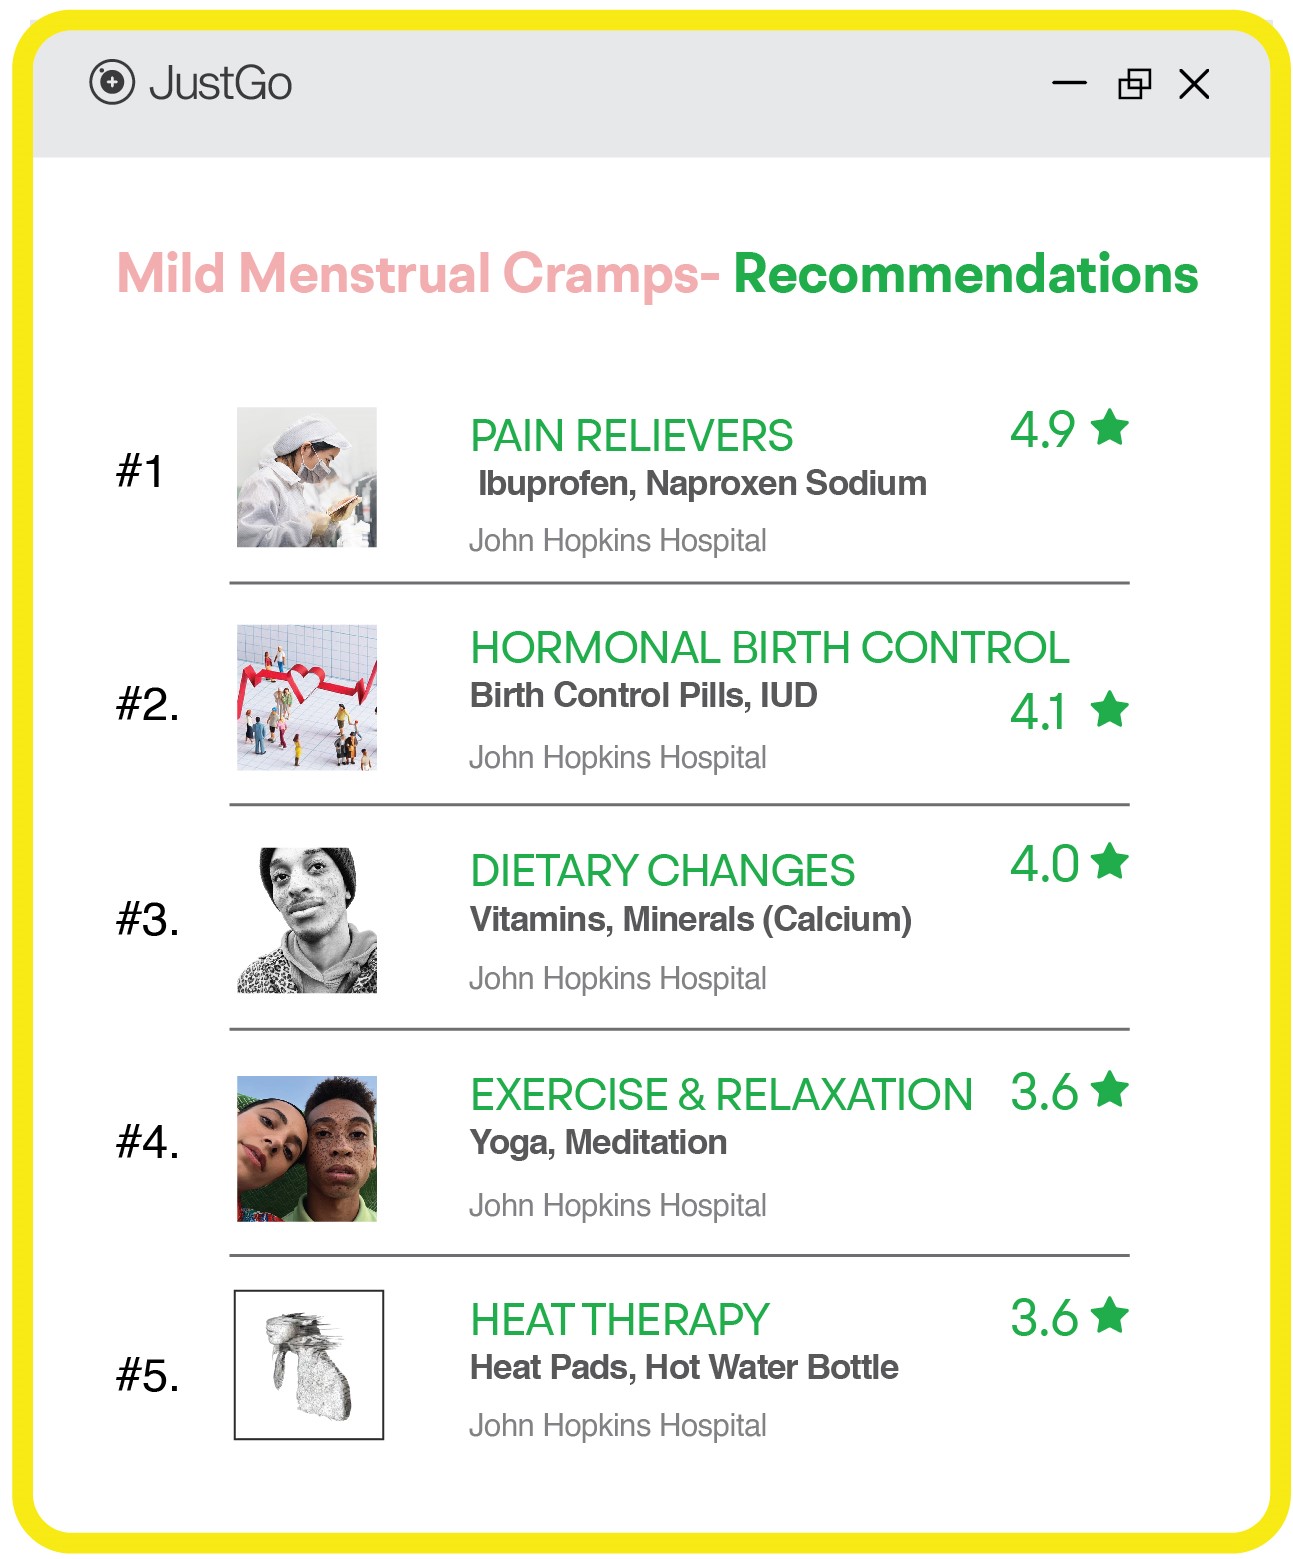 JustGo
Mild Menstrual Cramps- Recommendations
#1
PAIN RELIEVERS
4.9
Ibuprofen, Naproxen Sodium
John Hopkins Hospital
#2.
HORMONAL BIRTH CONTROL
Birth Control Pills, IUD
4.1
John Hopkins Hospital
#3.
DIETARY CHANGES
4.0
Vitamins, Minerals (Calcium)
John Hopkins Hospital
#4.
EXERCISE & RELAXATION
3.6
Yoga, Meditation
John Hopkins Hospital
#5.
HEAT THERAPY
3.6
Heat Pads, Hot Water Bottle
John Hopkins Hospital